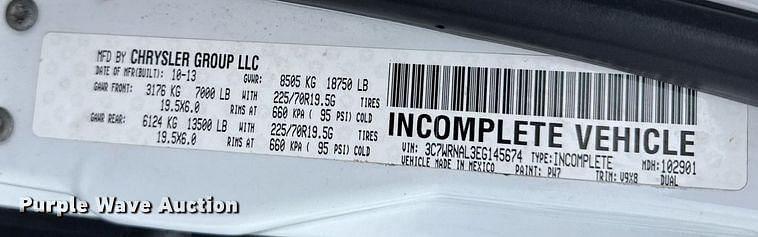 MFD BY CHRYSLER GROUP LLC
DATE OF MFR(BUILT): 10-13 GVWR: 8505 KG 18750 LB
GAWR FRONT: 3176 KG 7000 LB WITH 225/70R19.5G TIRES
19.5X6.0 RIMS AT 660 KPA ( 95 PSI) COLD
GAWR REAR: 6124 KG 13500 LB WITH 225/70R19.5G TIRES
19.5X6.0 RIMS AT 660 KPA ( 95 PSI) COLD
INCOMPLETE VEHICLE
VIN: 3C7WRNAL3EG145674 TYPE: INCOMPLETE MDH: 102901
VEHICLE MADE IN MEXICO PAINT: PW7 TRIM: V9X8 DUAL
Purple Wave Auction